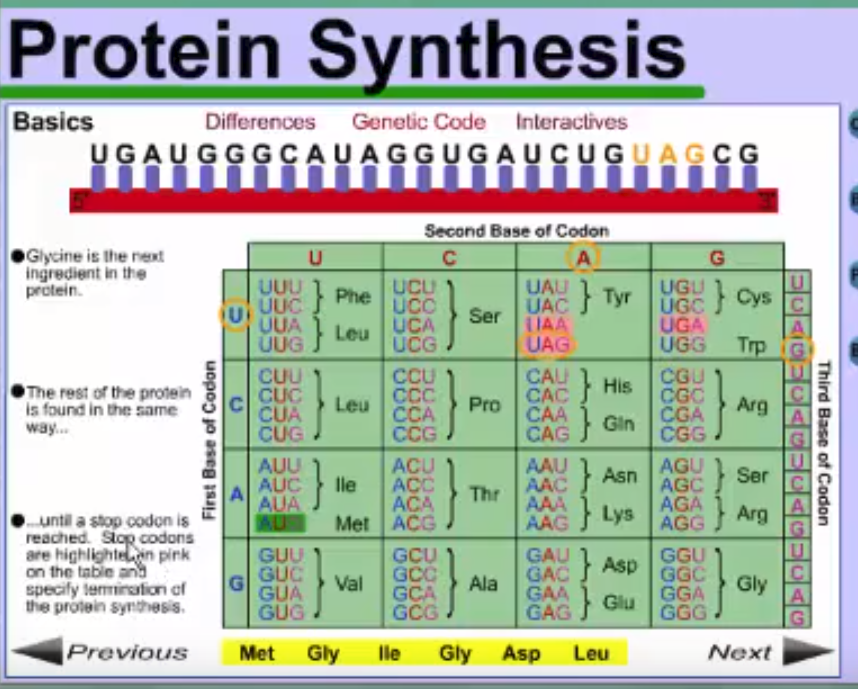 Protein Synthesis
Basics Differences Genetic Code Interactives
UGAUGGGCAUAGGUGAUCUGUAGCG
5' 3'
Second Base of Codon
U C A G
Glycine is the next
ingredient in the
protein.
The rest of the protein
is found in the same
way...
...until a stop codon is
reached. Stop codons
are highlighted in pink
on the table and
specify termination of
the protein synthesis.
First Base of Codon
U
UUU UCU UAU UGU U
UUC Phe UCC UAC Tyr UGC Cys C
UUA UCA Ser UAA UGA A
UUG Leu UCG UAG UGG Trp G
C
CUU CCU CAU CGU U
CUC CCC CAC His CGC C
CUA Leu CCA Pro CAA CGA Arg A
CUG CCG CAG Gln CGG G
A
AUU ACU AAU AGU U
AUC Ile ACC AAC Asn AGC Ser C
AUA ACA Thr AAA AGA A
AU Met ACG AAG Lys AGG Arg G
G
GUU GCU GAU GGU U
GUC GCC GAC Asp GGC C
GUA Val GCA Ala GAA GGA Gly A
GUG GCG GAG Glu GGG G
Third Base of Codon
Previous Met Gly Ile Gly Asp Leu Next